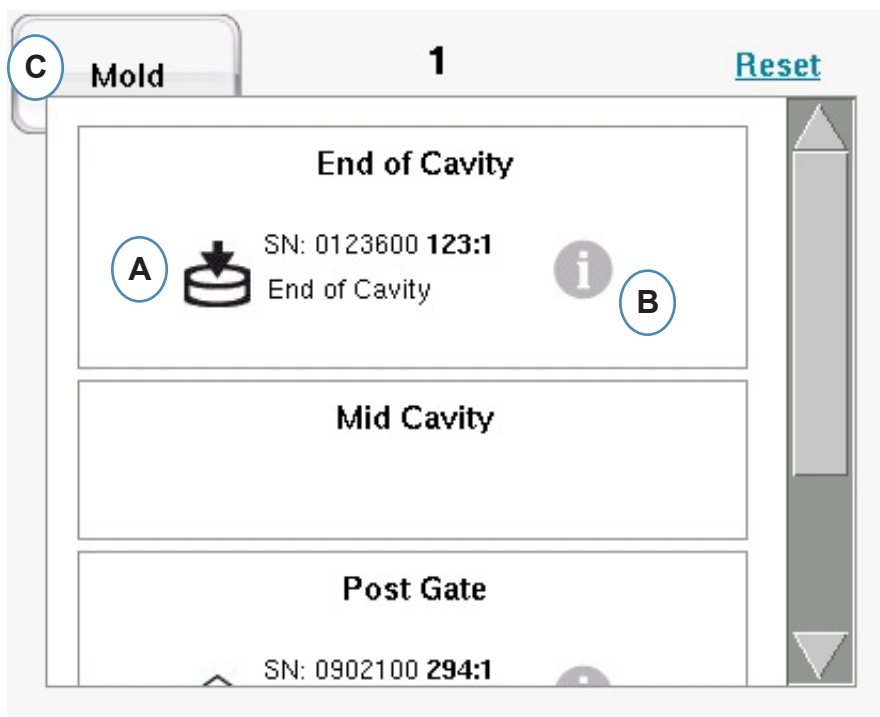 C
Mold
1
Reset
End of Cavity
A
SN: 0123600 123:1
End of Cavity
i
B
Mid Cavity
Post Gate
SN: 0902100 294:1